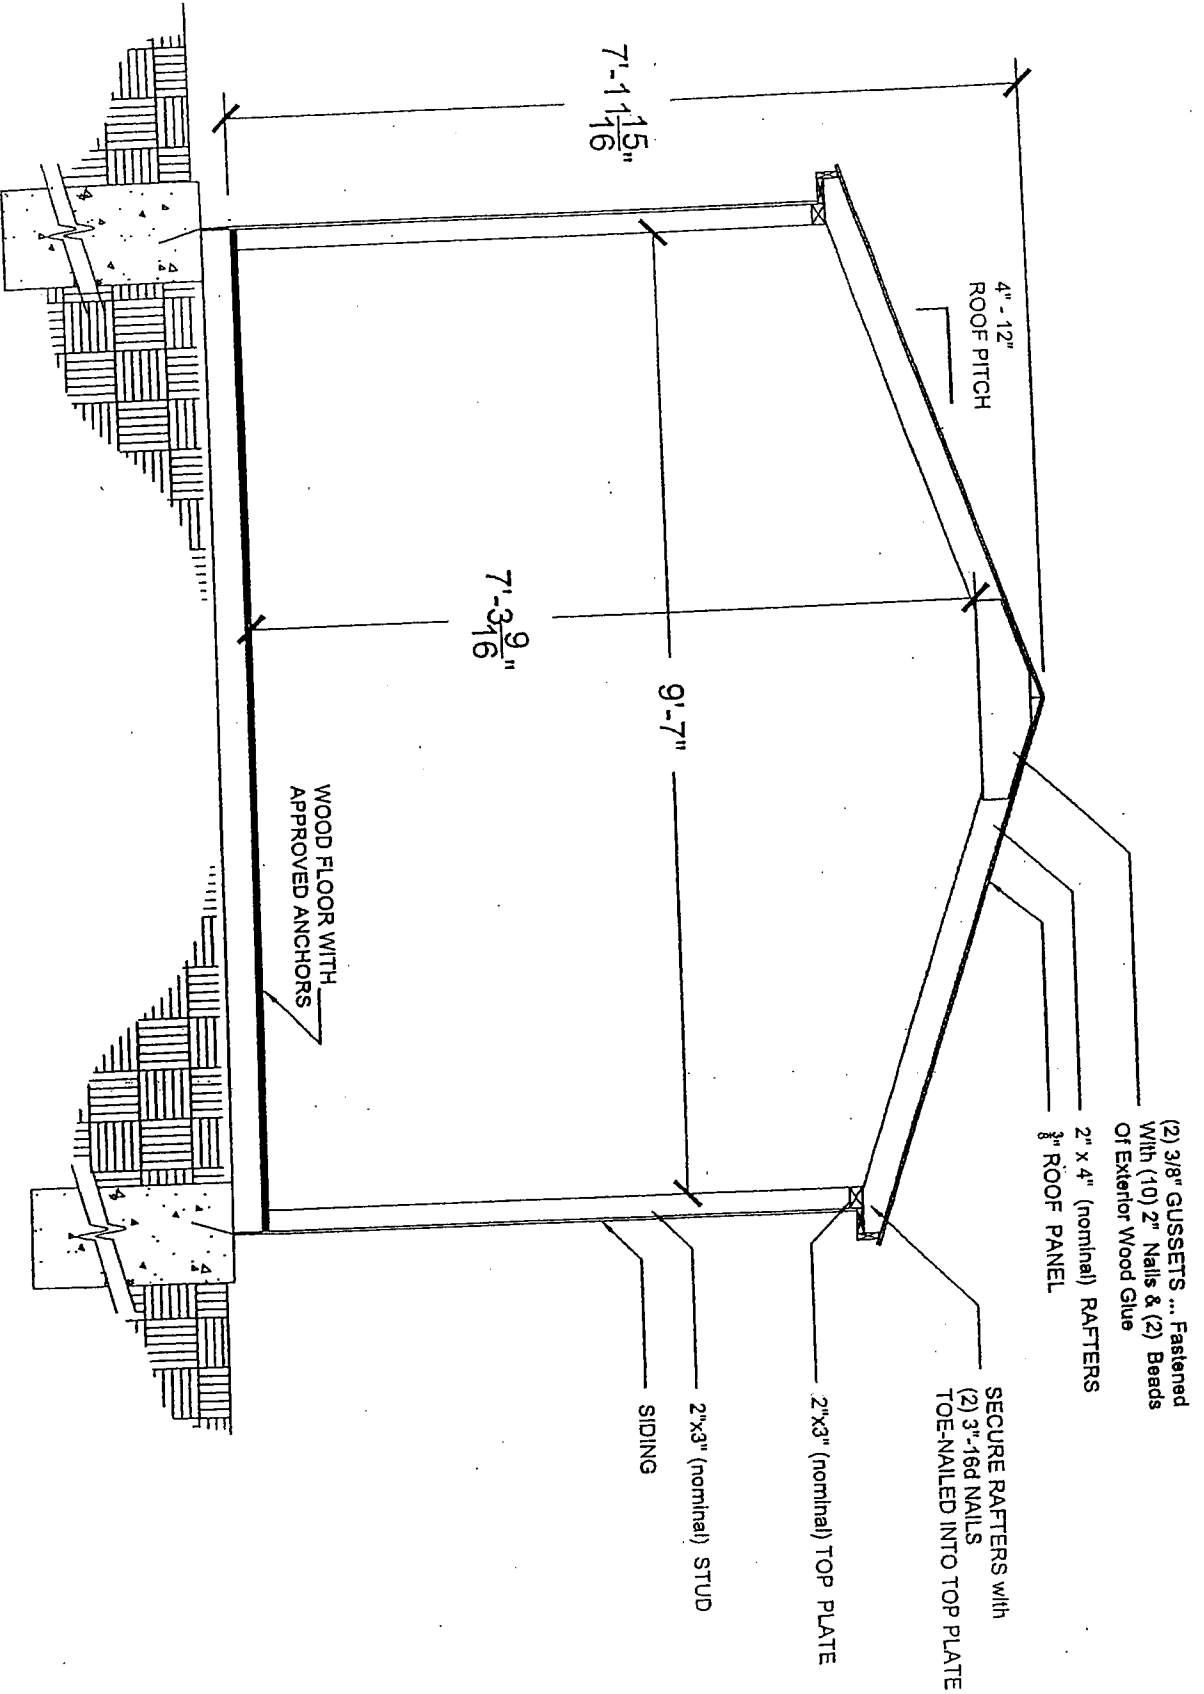 (2) 3/8" GUSSETS ... Fastened
With (10) 2" Nails & (2) Beads
Of Exterior Wood Glue
2" x 4" (nominal) RAFTERS
3/8" ROOF PANEL
SECURE RAFTERS with
(2) 3"-16d NAILS
TOE-NAILED INTO TOP PLATE
2"x3" (nominal) TOP PLATE
2"x3" (nominal) STUD
SIDING
4" - 12"
ROOF PITCH
7'-11 15/16"
9'-7"
7'-3 9/16"
WOOD FLOOR WITH
APPROVED ANCHORS